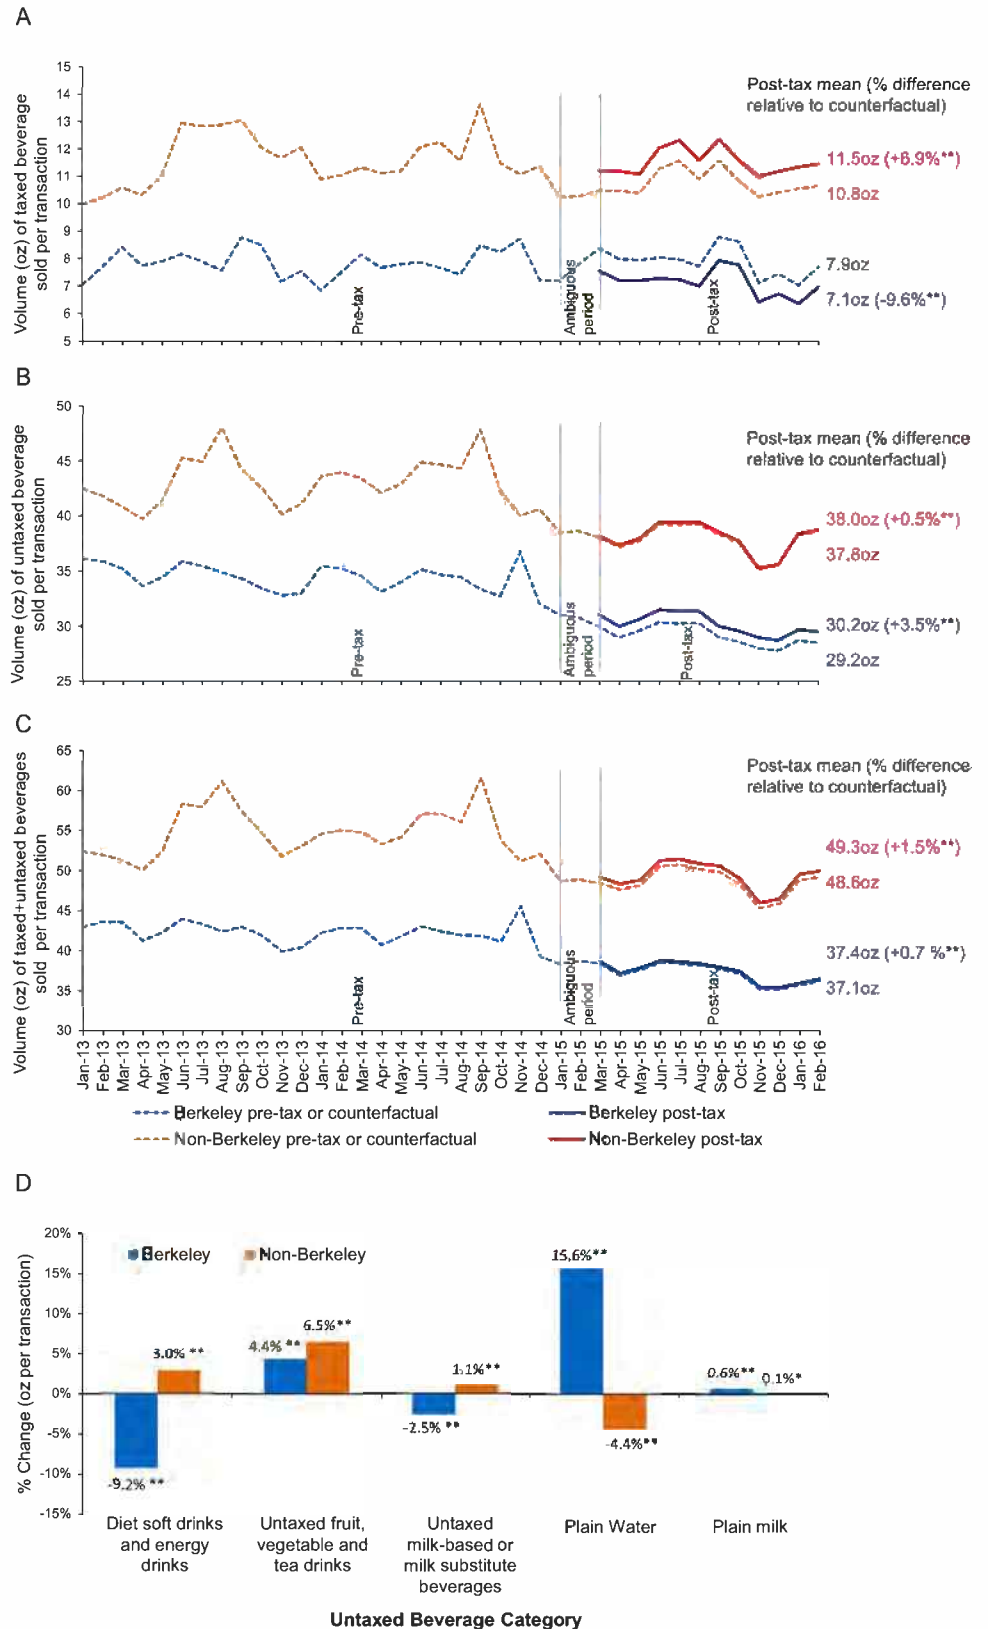 A
Volume (oz) of taxed beverage
sold per transaction
15
14
13
12
11
10
9
8
7
6
5
Pre-tax
Ambiguous
period
Post-tax
Post-tax mean (% difference
relative to counterfactual)
11.5oz (+6.9%**)
10.8oz
7.9oz
7.1oz (-9.6%**)
B
Volume (oz) of untaxed beverage
sold per transaction
50
45
40
35
30
25
Pre-tax
Ambiguous
period
Post-tax
Post-tax mean (% difference
relative to counterfactual)
38.0oz (+0.5%**)
37.8oz
30.2oz (+3.5%**)
29.2oz
C
Volume (oz) of taxed+untaxed beverages
sold per transaction
65
60
55
50
45
40
35
30
Pre-tax
Ambiguous
period
Post-tax
Post-tax mean (% difference
relative to counterfactual)
49.3oz (+1.5%**)
48.6oz
37.4oz (+0.7 %**)
37.1oz
Jan-13
Feb-13
Mar-13
Apr-13
May-13
Jun-13
Jul-13
Aug-13
Sep-13
Oct-13
Nov-13
Dec-13
Jan-14
Feb-14
Mar-14
Apr-14
May-14
Jun-14
Jul-14
Aug-14
Sep-14
Oct-14
Nov-14
Dec-14
Jan-15
Feb-15
Mar-15
Apr-15
May-15
Jun-15
Jul-15
Aug-15
Sep-15
Oct-15
Nov-15
Dec-15
Jan-16
Feb-16
Berkeley pre-tax or counterfactual
Berkeley post-tax
Non-Berkeley pre-tax or counterfactual
Non-Berkeley post-tax
D
% Change (oz per transaction)
20%
15%
10%
5%
0%
-5%
-10%
-15%
Berkeley
Non-Berkeley
-9.2% **
3.0% **
4.4% **
6.5%**
-2.5% **
1.1%**
15.6%**
-4.4%**
0.6%**
0.1%*
Diet soft drinks
and energy
drinks
Untaxed fruit,
vegetable and
tea drinks
Untaxed
milk-based or
milk substitute
beverages
Plain Water
Plain milk
Untaxed Beverage Category